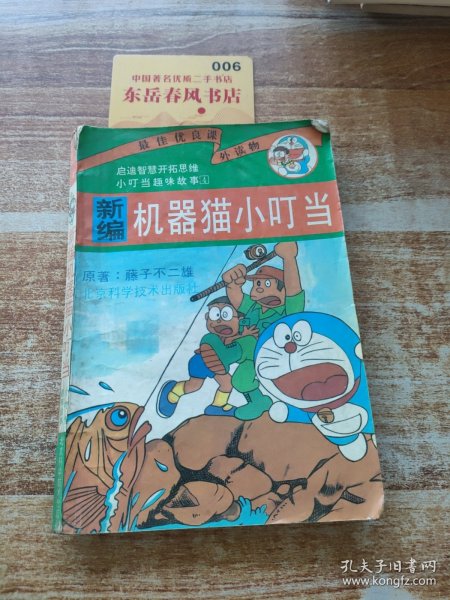 006
中国著名优质二手书店
东岳春风书店
最佳优良课外读物
启迪智慧开拓思维
小叮当趣味故事4
新编
机器猫小叮当
原著：藤子不二雄
北京科学技术出版社
孔夫子旧书网
www.kongfz.com